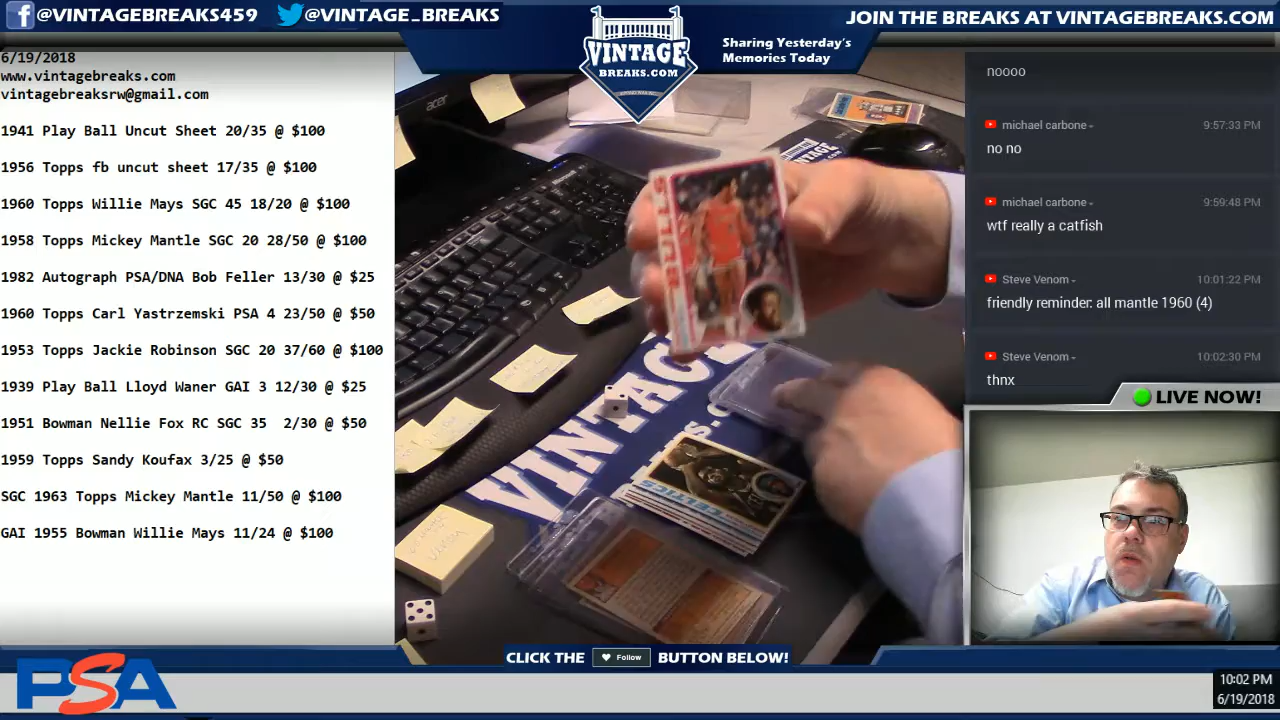 @VINTAGEBREAKS459
@VINTAGE_BREAKS
VINTAGE
BREAKS.COM
Sharing Yesterday's
Memories Today
JOIN THE BREAKS AT VINTAGEBREAKS.COM
6/19/2018
www.vintagebreaks.com
vintagebreaksrw@gmail.com
1941 Play Ball Uncut Sheet 20/35 @ $100
1956 Topps fb uncut sheet 17/35 @ $100
1960 Topps Willie Mays SGC 45 18/20 @ $100
1958 Topps Mickey Mantle SGC 20 28/50 @ $100
1982 Autograph PSA/DNA Bob Feller 13/30 @ $25
1960 Topps Carl Yastrzemski PSA 4 23/50 @ $50
1953 Topps Jackie Robinson SGC 20 37/60 @ $100
1939 Play Ball Lloyd Waner GAI 3 12/30 @ $25
1951 Bowman Nellie Fox RC SGC 35 2/30 @ $50
1959 Topps Sandy Koufax 3/25 @ $50
SGC 1963 Topps Mickey Mantle 11/50 @ $100
GAI 1955 Bowman Willie Mays 11/24 @ $100
acer
VINTAGE
CELTICS
noooo
michael carbone
9:57:33 PM
no no
michael carbone
9:59:48 PM
wtf really a catfish
Steve Venom
10:01:22 PM
friendly reminder: all mantle 1960 (4)
Steve Venom
10:02:30 PM
thnx
LIVE NOW!
CLICK THE
Follow
BUTTON BELOW!
PSA
10:02 PM
6/19/2018